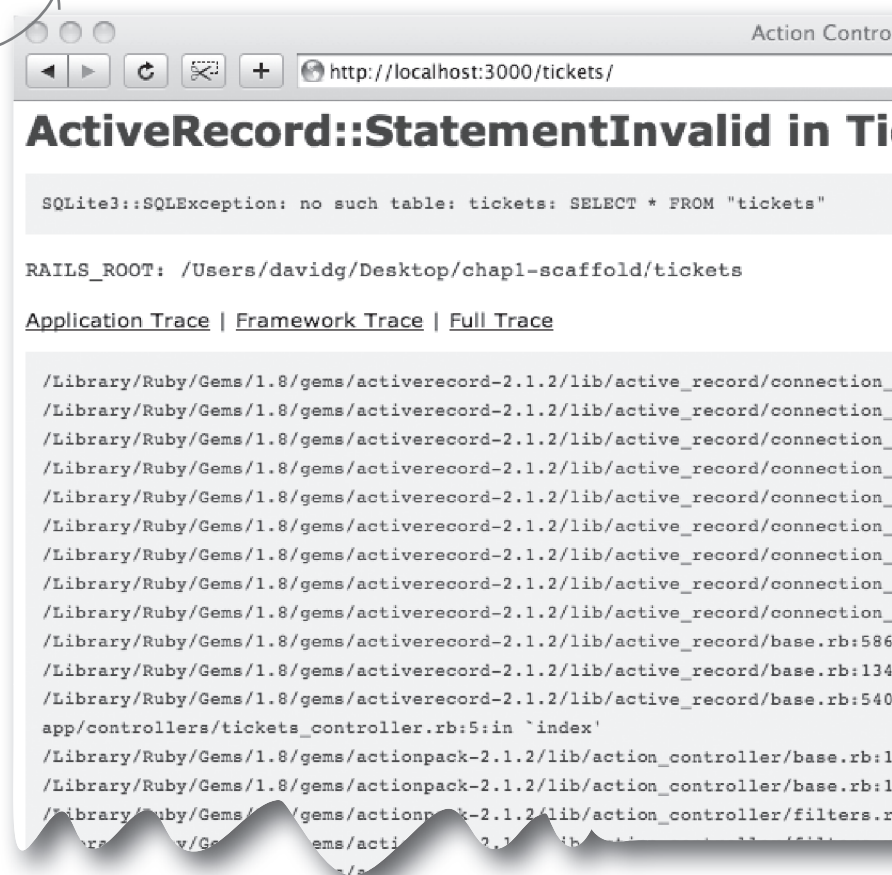 Action Contro
http://localhost:3000/tickets/
ActiveRecord::StatementInvalid in Ti
SQLite3::SQLException: no such table: tickets: SELECT * FROM "tickets"
RAILS_ROOT: /Users/davidg/Desktop/chap1-scaffold/tickets
Application Trace | Framework Trace | Full Trace
/Library/Ruby/Gems/1.8/gems/activerecord-2.1.2/lib/active_record/connection_
/Library/Ruby/Gems/1.8/gems/activerecord-2.1.2/lib/active_record/connection_
/Library/Ruby/Gems/1.8/gems/activerecord-2.1.2/lib/active_record/connection_
/Library/Ruby/Gems/1.8/gems/activerecord-2.1.2/lib/active_record/connection_
/Library/Ruby/Gems/1.8/gems/activerecord-2.1.2/lib/active_record/connection_
/Library/Ruby/Gems/1.8/gems/activerecord-2.1.2/lib/active_record/connection_
/Library/Ruby/Gems/1.8/gems/activerecord-2.1.2/lib/active_record/connection_
/Library/Ruby/Gems/1.8/gems/activerecord-2.1.2/lib/active_record/connection_
/Library/Ruby/Gems/1.8/gems/activerecord-2.1.2/lib/active_record/connection_
/Library/Ruby/Gems/1.8/gems/activerecord-2.1.2/lib/active_record/base.rb:586
/Library/Ruby/Gems/1.8/gems/activerecord-2.1.2/lib/active_record/base.rb:134
/Library/Ruby/Gems/1.8/gems/activerecord-2.1.2/lib/active_record/base.rb:540
app/controllers/tickets_controller.rb:5:in `index'
/Library/Ruby/Gems/1.8/gems/actionpack-2.1.2/lib/action_controller/base.rb:1
/Library/Ruby/Gems/1.8/gems/actionpack-2.1.2/lib/action_controller/base.rb:1